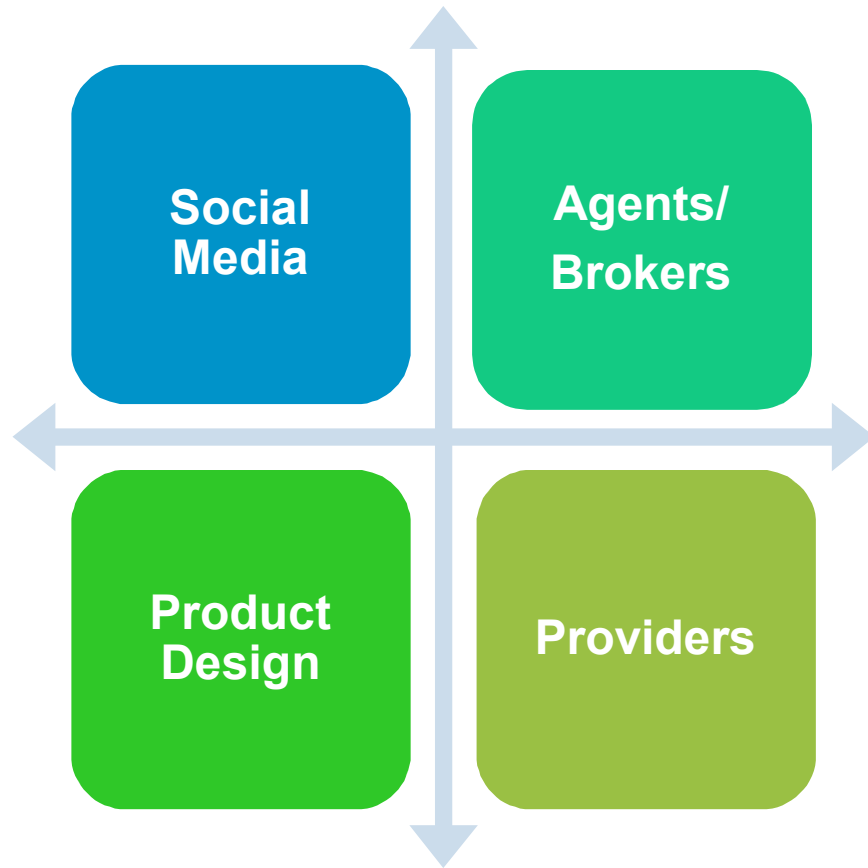 Social
Media
Agents/
Brokers
Product
Design
Providers